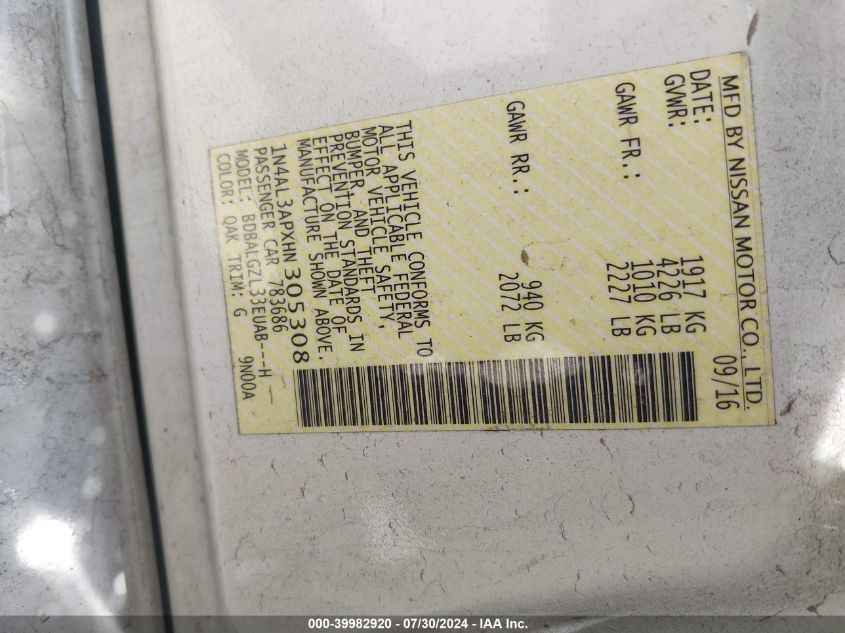 MFD BY NISSAN MOTOR CO., LTD.
DATE: 09/16
GVWR: 1917 KG
4226 LB
GAWR FR.: 1010 KG
2227 LB
GAWR RR.: 940 KG
2072 LB
THIS VEHICLE CONFORMS TO
ALL APPLICABLE FEDERAL
MOTOR VEHICLE SAFETY,
BUMPER, AND THEFT
PREVENTION STANDARDS IN
EFFECT ON THE DATE OF
MANUFACTURE SHOWN ABOVE.
1N4AL3APXHN305308
PASSENGER CAR 783686
MODEL: BDBALGZL33EUAB---H—
COLOR: QAK TRIM: G 9N00A
000-39982920 / 07/30/2024 - IAA Inc.